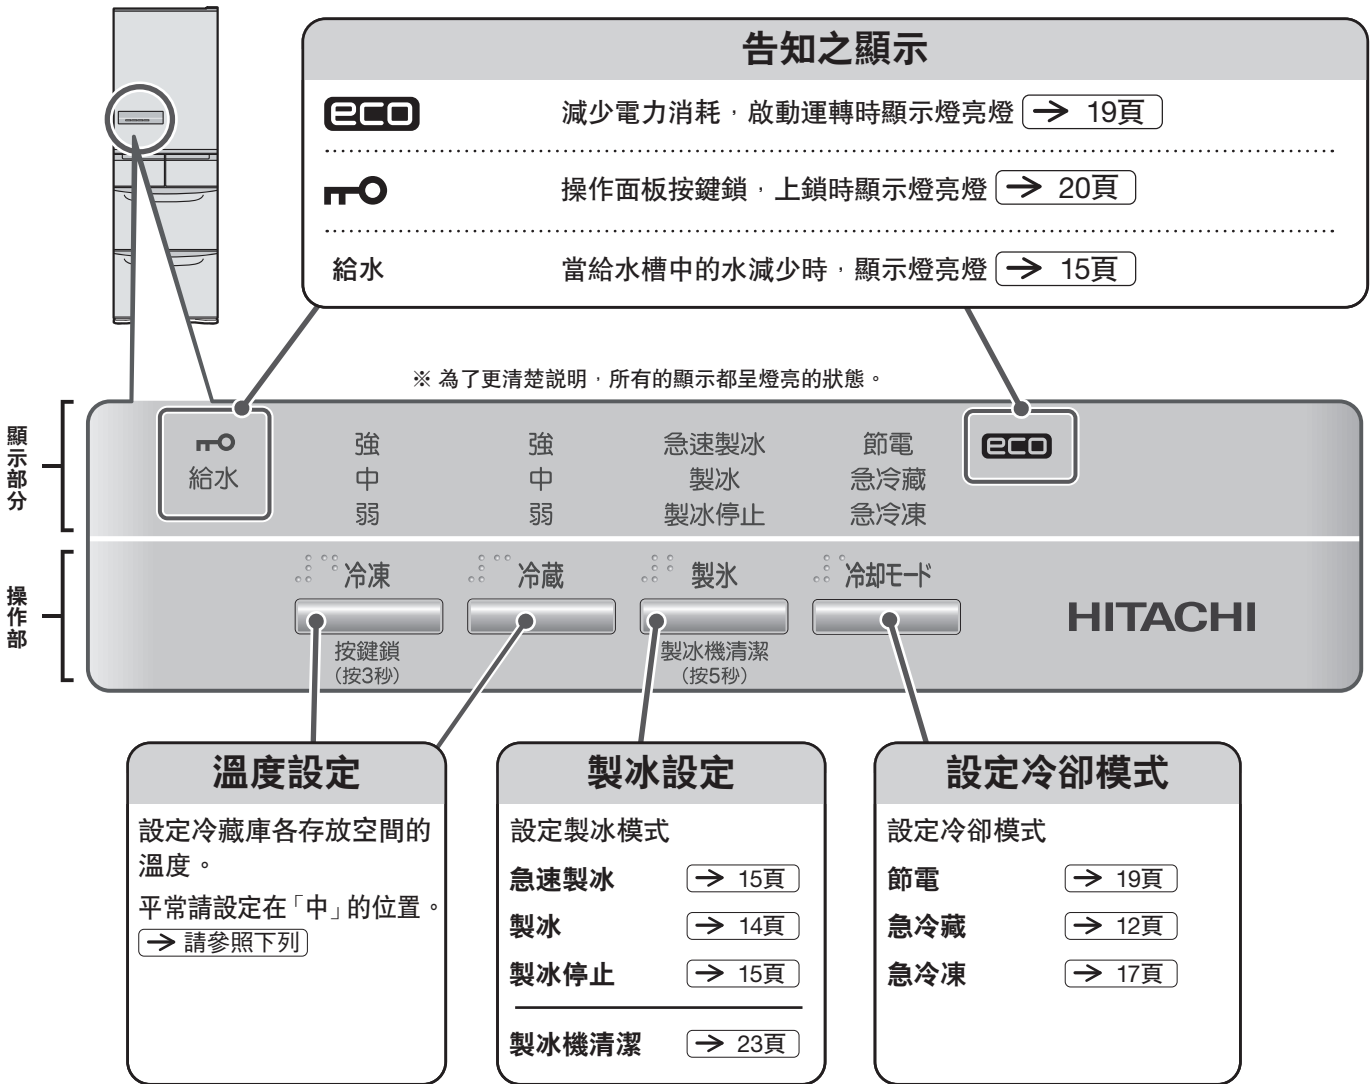 告知之顯示
eco 減少電力消耗，啟動運轉時顯示燈亮燈 → 19頁
操作面板按鍵鎖，上鎖時顯示燈亮燈 → 20頁
給水 當給水槽中的水減少時，顯示燈亮燈 → 15頁
※ 為了更清楚説明，所有的顯示都呈燈亮的狀態。
顯示部分
強 強 急速製冰 節電 eco
給水 中 中 製冰 急冷藏
弱 弱 製冰停止 急冷凍
操作部
冷凍 冷蔵 製氷 冷却モード
HITACHI
按鍵鎖 製冰機清潔
（按3秒） （按5秒）
溫度設定
設定冷藏庫各存放空間的
溫度。
平常請設定在「中」的位置。
→ 請參照下列
製冰設定
設定製冰模式
急速製冰 → 15頁
製冰 → 14頁
製冰停止 → 15頁
製冰機清潔 → 23頁
設定冷卻模式
設定冷卻模式
節電 → 19頁
急冷藏 → 12頁
急冷凍 → 17頁